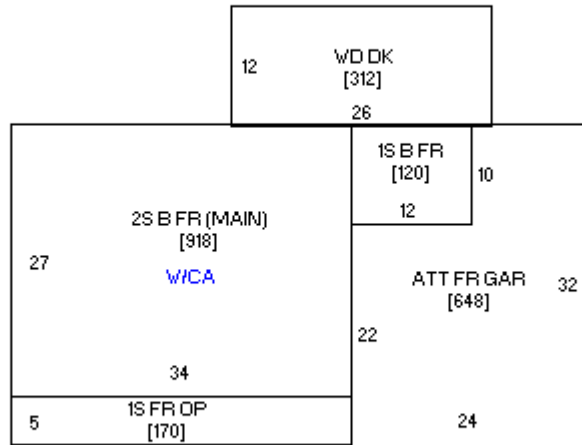 WD DK
12
[312]
26
1S B FR
[120]
10
12
2S B FR (MAIN)
[918]
27
W/CA
ATT FR GAR
[648]
32
22
34
1S FR OP
5
[170]
24